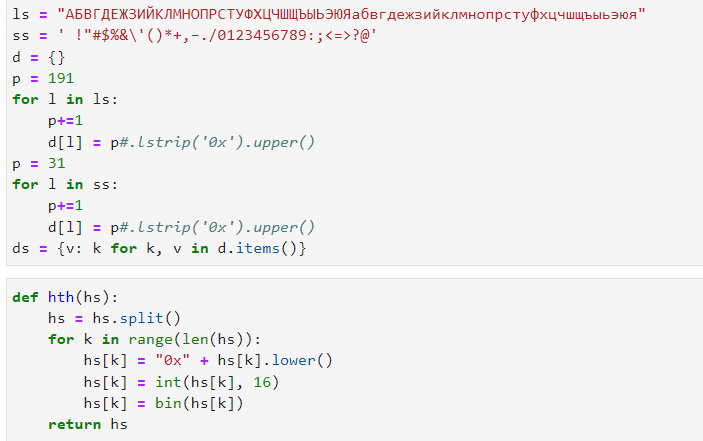 ls = "АБВГДЕЖЗИЙКЛМНОПРСТУФХЦЧШЩЪЫЬЭЮЯабвгдежзийклмнопрстуфхцчшщъыьэюя"
ss = ' !"#$%&\'()*+,-./0123456789:;<=>?@'
d = {}
p = 191
for l in ls:
    p+=1
    d[l] = p#.lstrip('0x').upper()
p = 31
for l in ss:
    p+=1
    d[l] = p#.lstrip('0x').upper()
ds = {v: k for k, v in d.items()}
def hth(hs):
    hs = hs.split()
    for k in range(len(hs)):
        hs[k] = "0x" + hs[k].lower()
        hs[k] = int(hs[k], 16)
        hs[k] = bin(hs[k])
    return hs